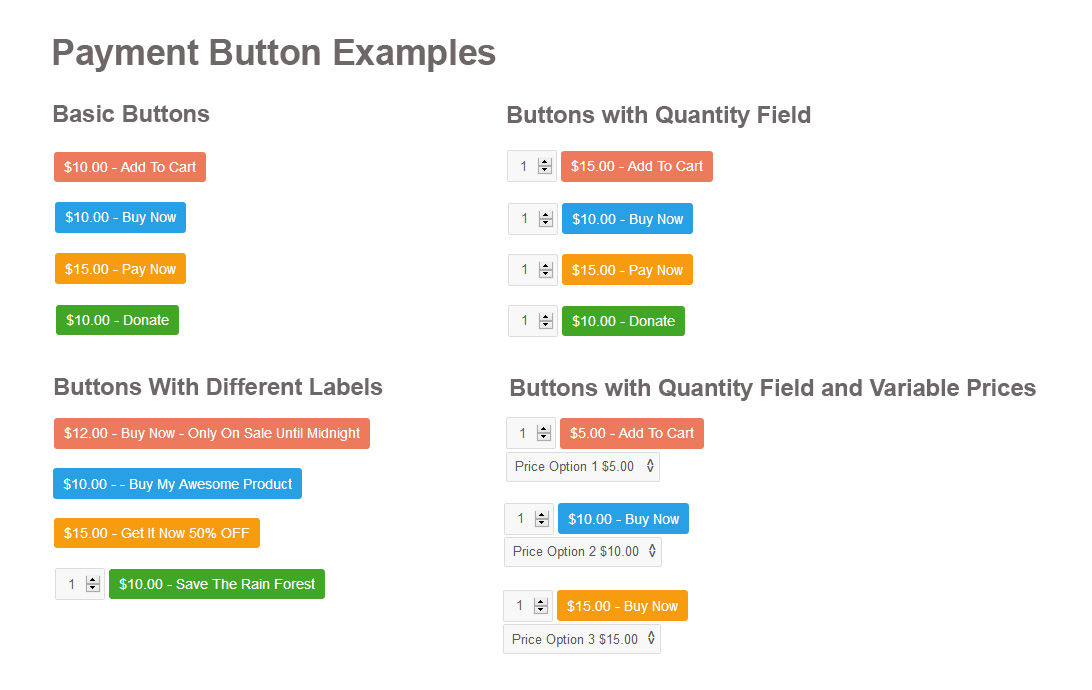 Payment Button Examples
Basic Buttons
$10.00 - Add To Cart
$10.00 - Buy Now
$15.00 - Pay Now
$10.00 - Donate
Buttons with Quantity Field
1 $15.00 - Add To Cart
1 $10.00 - Buy Now
1 $15.00 - Pay Now
1 $10.00 - Donate
Buttons With Different Labels
$12.00 - Buy Now - Only On Sale Until Midnight
$10.00 - - Buy My Awesome Product
$15.00 - Get It Now 50% OFF
1 $10.00 - Save The Rain Forest
Buttons with Quantity Field and Variable Prices
1 $5.00 - Add To Cart
Price Option 1 $5.00
1 $10.00 - Buy Now
Price Option 2 $10.00
1 $15.00 - Buy Now
Price Option 3 $15.00